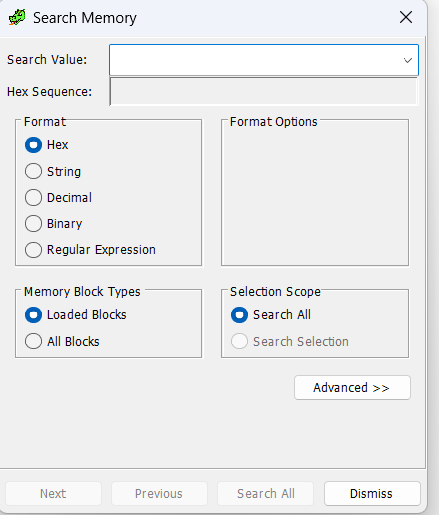 Search Memory
Search Value:
Hex Sequence:
Format
Hex
String
Decimal
Binary
Regular Expression
Format Options
Memory Block Types
Loaded Blocks
All Blocks
Selection Scope
Search All
Search Selection
Advanced >>
Next
Previous
Search All
Dismiss